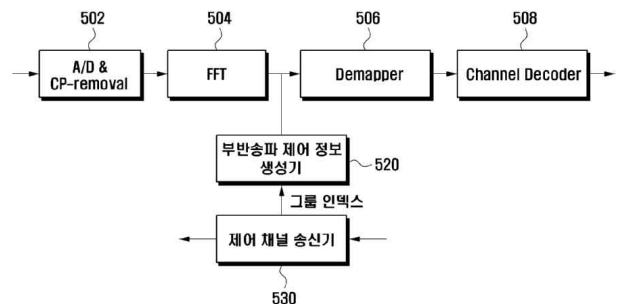 502
504
506
508
A/D &
CP-removal
FFT
Demapper
Channel Decoder
부반송파 제어 정보
생성기
520
그룹 인덱스
제어 채널 송신기
530